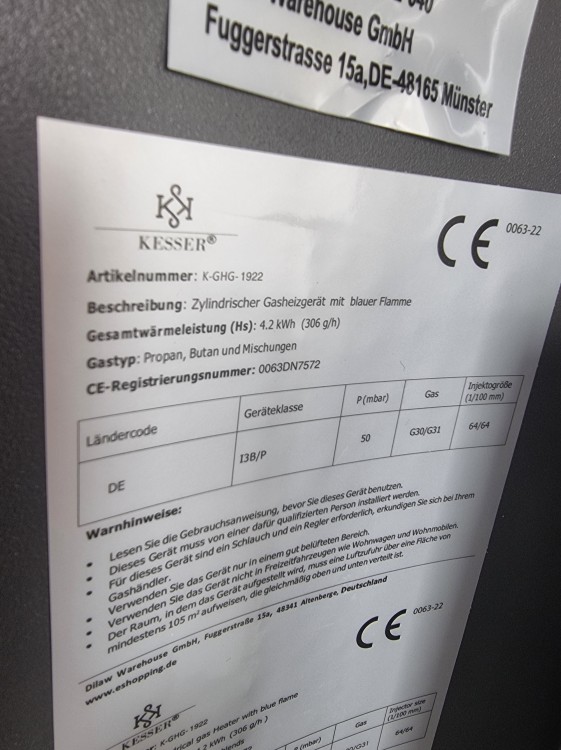 Warehouse GmbH
Fuggerstrasse 15a,DE-48165 Münster
KESSER®
CE 0063-22
Artikelnummer: K-GHG-1922
Beschreibung: Zylindrischer Gasheizgerät mit blauer Flamme
Gesamtwärmeleistung (Hs): 4.2 kWh (306 g/h)
Gastyp: Propan, Butan und Mischungen
CE-Registrierungsnummer: 0063DN7572
Ländercode Geräteklasse P(mbar) Gas Injektogröße (1/100 mm)
DE I3B/P 50 G30/G31 64/64
Warnhinweise:
• Lesen Sie die Gebrauchsanweisung, bevor Sie dieses Gerät benutzen.
• Dieses Gerät muss von einer dafür qualifizierten Person installiert werden.
• Für dieses Gerät sind ein Schlauch und ein Regler erforderlich, erkundigen Sie sich bei Ihrem
Gashändler.
• Verwenden Sie das Gerät nur in einem gut belüfteten Bereich.
• Verwenden Sie das Gerät nicht in Freizeitfahrzeugen wie Wohnwagen und Wohnmobilen.
• Der Raum, in dem das Gerät aufgestellt wird, muss eine Luftzufuhr über eine Fläche von
mindestens 105 m² aufweisen, die gleichmäßig oben und unten verteilt ist.
Dilaw Warehouse GmbH, Fuggerstraße 15a, 48341 Altenberge, Deutschland
www.eshopping.de
CE 0063-22
KESSER®
K-GHG-1922
gas Heater with blue flame
kWh (306 g/h)
P (mbar) Gas Injector size (1/100 mm)
64/64